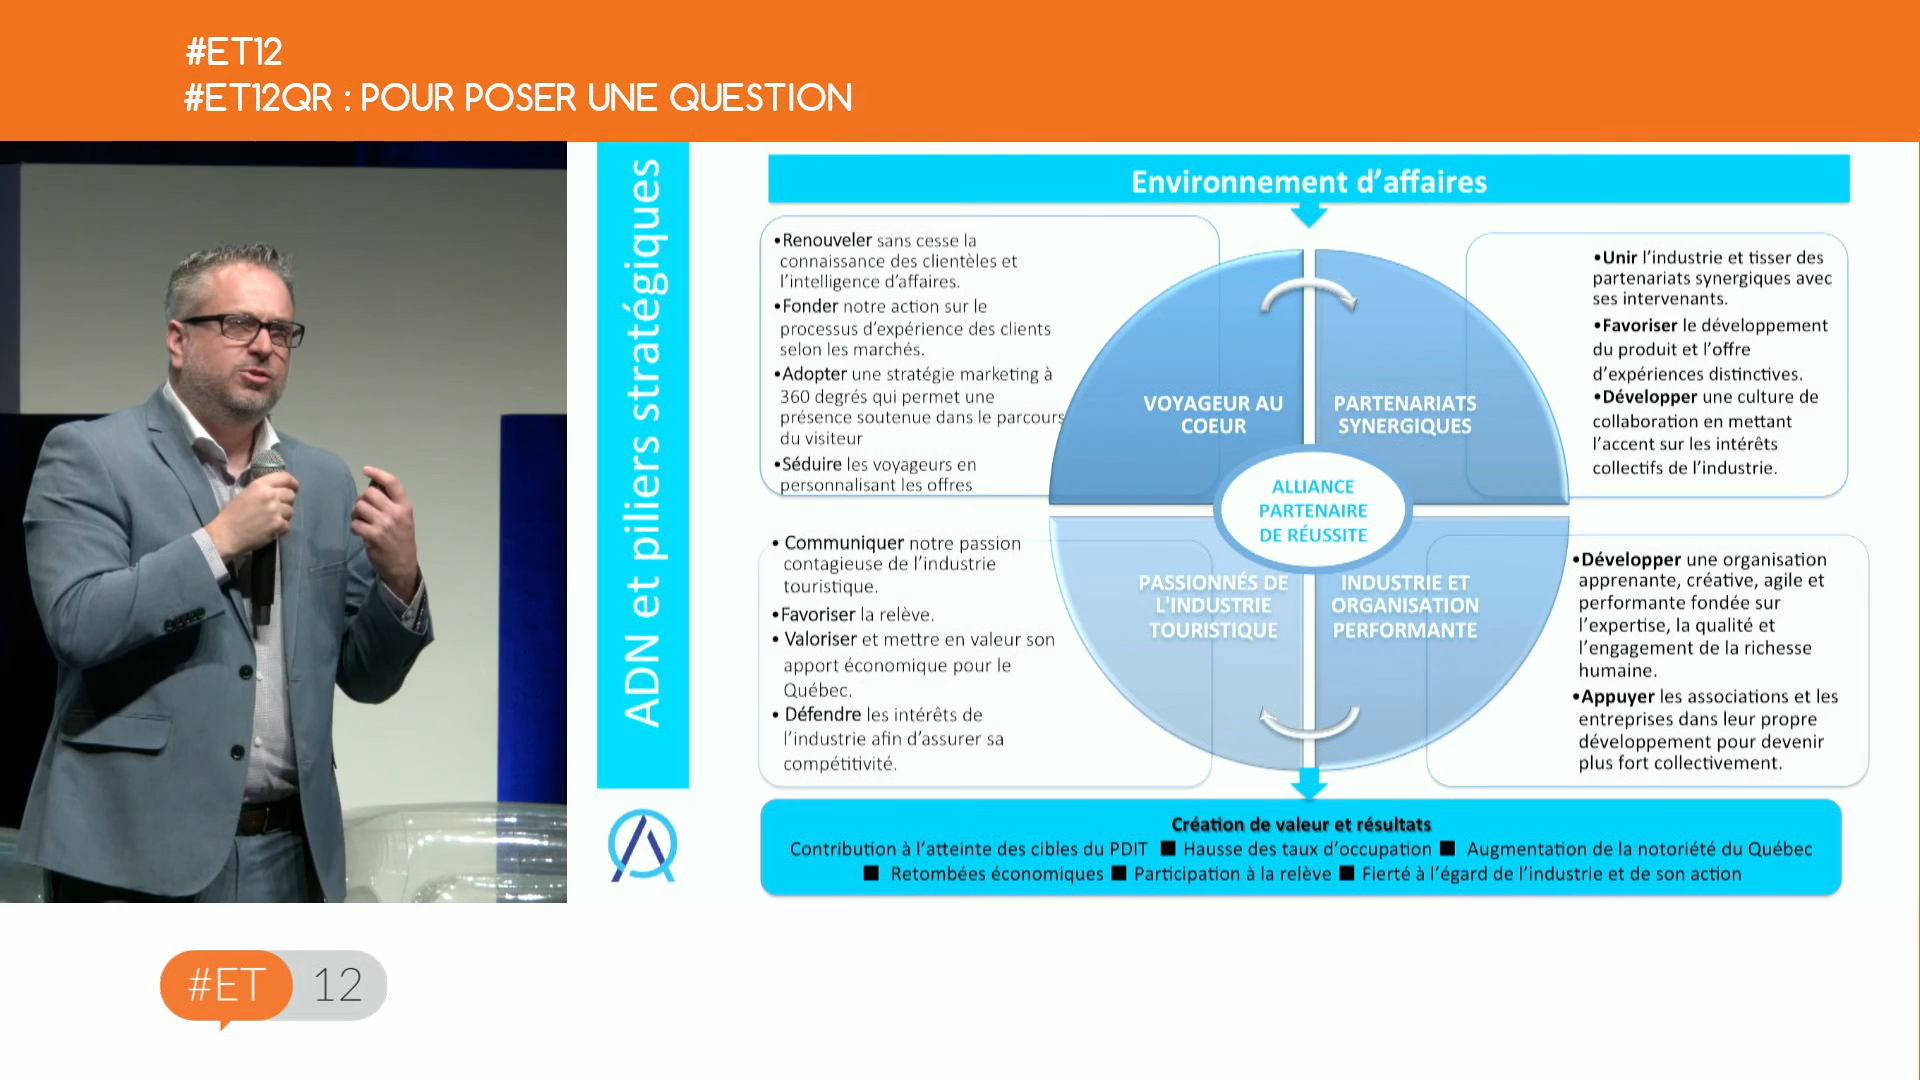 #ET12
#ET12QR : POUR POSER UNE QUESTION
ADN et piliers stratégiques
Environnement d’affaires
•Renouveler sans cesse la
connaissance des clientèles et
l’intelligence d’affaires.
•Fonder notre action sur le
processus d’expérience des clients
selon les marchés.
•Adopter une stratégie marketing à
360 degrés qui permet une
présence soutenue dans le parcours
du visiteur
•Séduire les voyageurs en
personnalisant les offres
VOYAGEUR AU
COEUR
PARTENARIATS
SYNERGIQUES
•Unir l’industrie et tisser des
partenariats synergiques avec
ses intervenants.
•Favoriser le développement
du produit et l’offre
d’expériences distinctives.
•Développer une culture de
collaboration en mettant
l’accent sur les intérêts
collectifs de l’industrie.
ALLIANCE
PARTENAIRE
DE RÉUSSITE
• Communiquer notre passion
contagieuse de l’industrie
touristique.
•Favoriser la relève.
• Valoriser et mettre en valeur son
apport économique pour le
Québec.
• Défendre les intérêts de
l’industrie afin d’assurer sa
compétitivité.
PASSIONNÉS DE
L'INDUSTRIE
TOURISTIQUE
INDUSTRIE ET
ORGANISATION
PERFORMANTE
•Développer une organisation
apprenante, créative, agile et
performante fondée sur
l’expertise, la qualité et
l’engagement de la richesse
humaine.
•Appuyer les associations et les
entreprises dans leur propre
développement pour devenir
plus fort collectivement.
Création de valeur et résultats
Contribution à l’atteinte des cibles du PDIT ■ Hausse des taux d’occupation ■ Augmentation de la notoriété du Québec
■ Retombées économiques ■ Participation à la relève ■ Fierté à l’égard de l’industrie et de son action
#ET 12